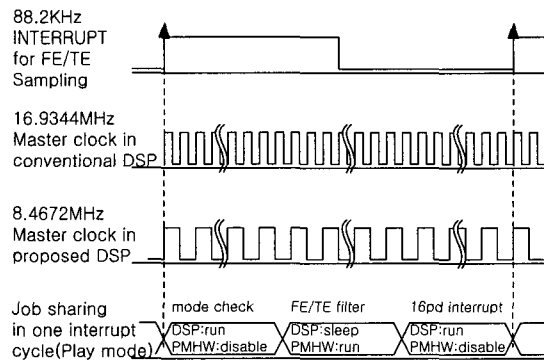 88.2KHz
INTERRUPT
for FE/TE
Sampling
16.9344MHz
Master clock in
conventional DSP
8.4672MHz
Master clock in
proposed DSP
Job sharing
in one interrupt
cycle(Play mode)
mode check
FE/TE filter
16pd interrupt
DSP:run
DSP:sleep
DSP:run
PMHW:disable
PMHW:run
PMHW:disable